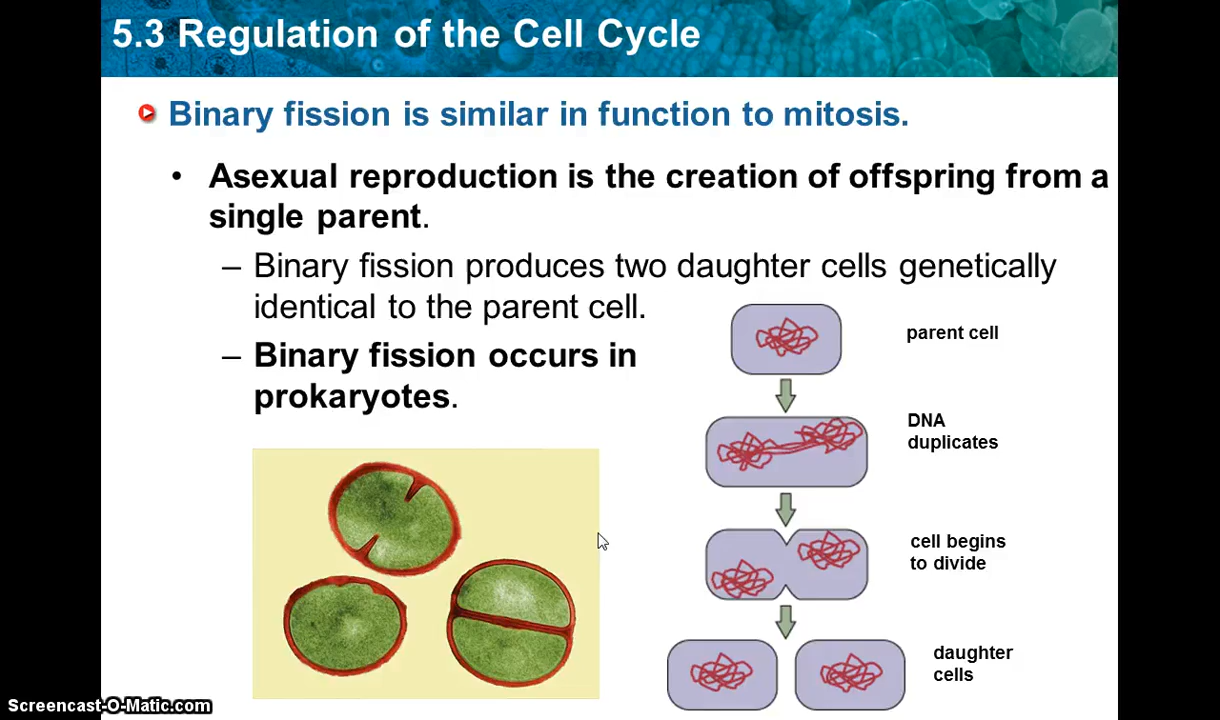 5.3 Regulation of the Cell Cycle
Binary fission is similar in function to mitosis.
• Asexual reproduction is the creation of offspring from a
single parent.
– Binary fission produces two daughter cells genetically
identical to the parent cell.
– Binary fission occurs in
prokaryotes.
parent cell
DNA
duplicates
cell begins
to divide
daughter
cells
Screencast-O-Matic.com